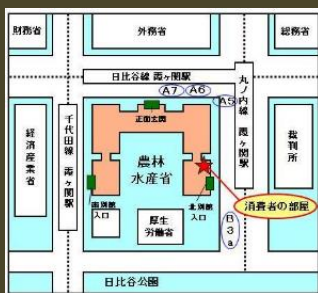 財務省
外務省
総務省
日比谷線 霞ヶ関駅
A7
A6
A5
正面玄関
丸ノ内線 霞ヶ関駅
千代田線 霞ヶ関駅
経済産業省
農林
水産省
裁判所
南別館
入口
北別館
入口
消費者の部屋
厚生
労働省
B3a
日比谷公園